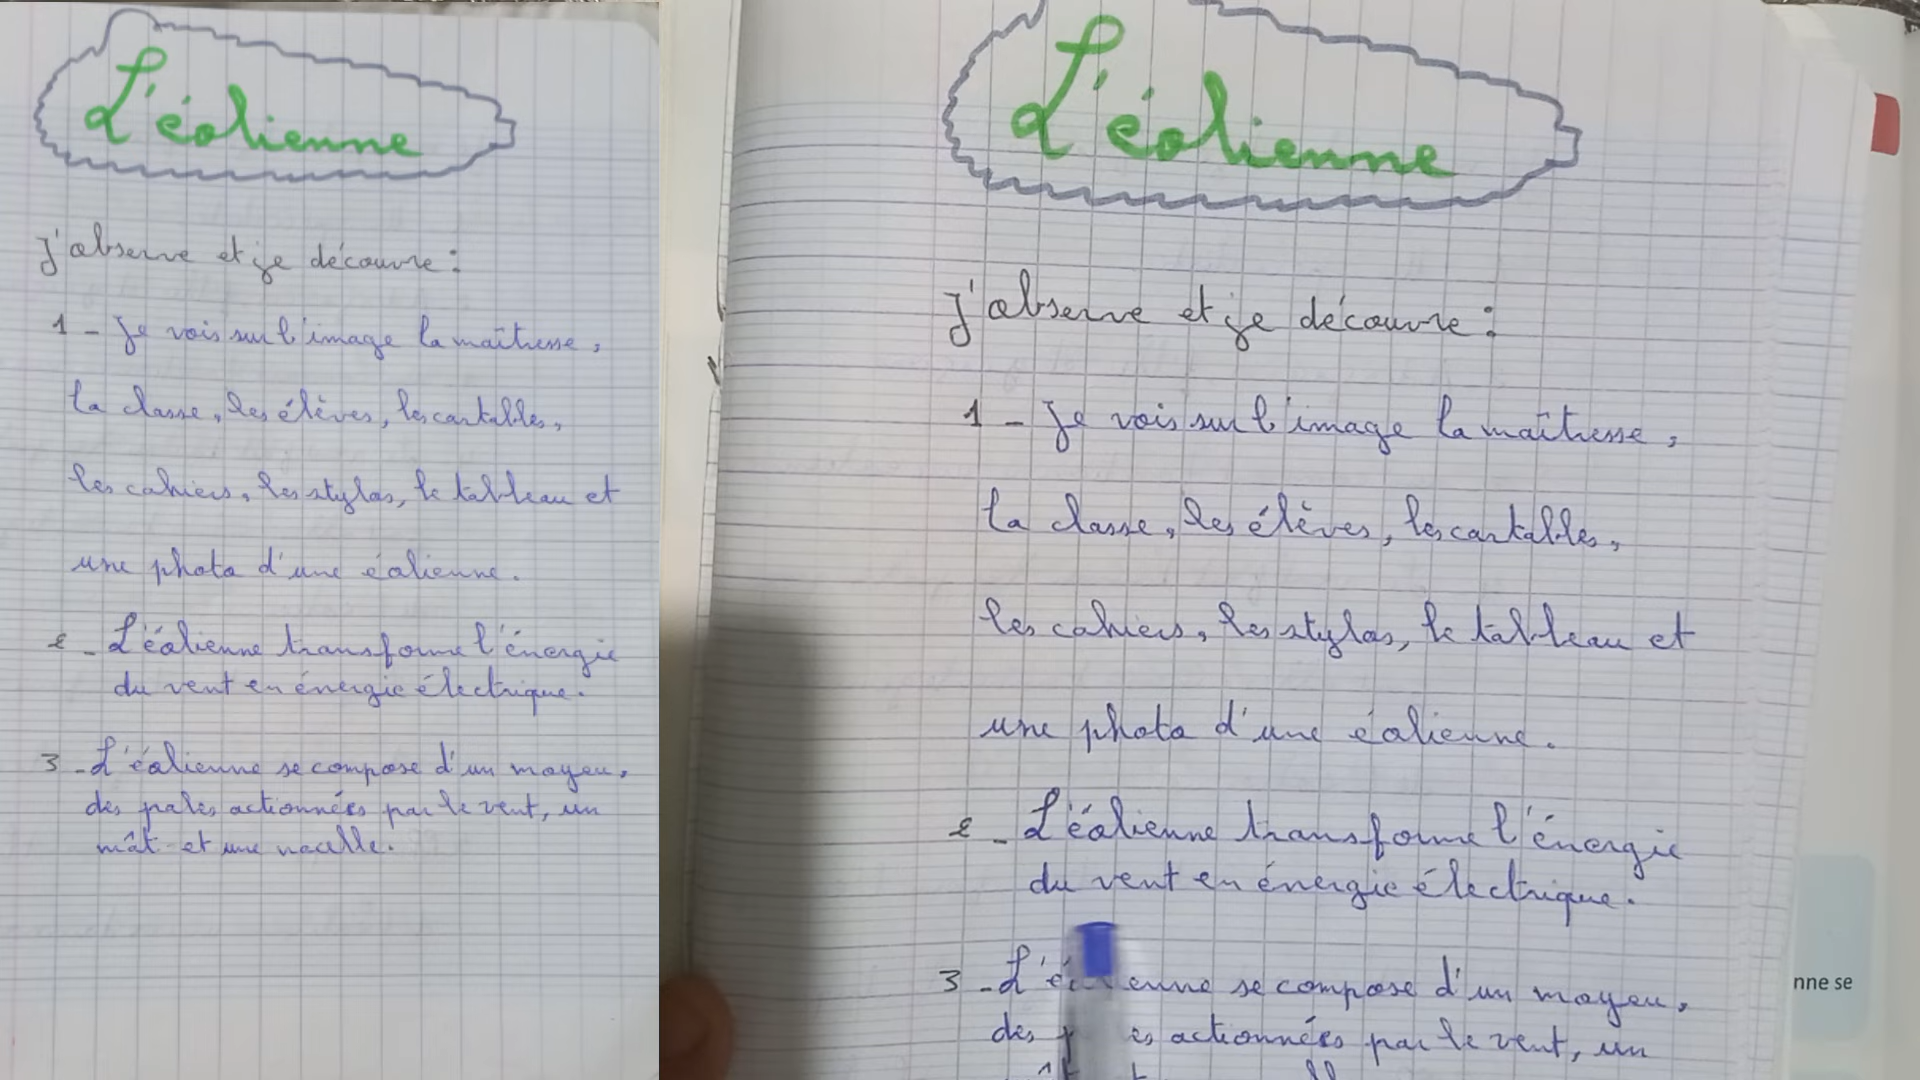 L'éolienne
J'observe et je découvre :
1 - Je vois sur l'image la maîtresse,
la classe, les élèves, les cartables,
les cahiers, les stylos, le tableau et
une photo d'une éolienne.
2 - L'éolienne transforme l'énergie
du vent en énergie électrique.
3 - L'éolienne se compose d'un moyeu,
des pales actionnées par le vent, un
mât et une nacelle.
L'éolienne
J'observe et je découvre :
1 - Je vois sur l'image la maîtresse,
la classe, les élèves, les cartables,
les cahiers, les stylos, le tableau et
une photo d'une éolienne.
2 - L'éolienne transforme l'énergie
du vent en énergie électrique.
3 - se compose d'un moyeu,
des actionnées par le vent, un
nne se